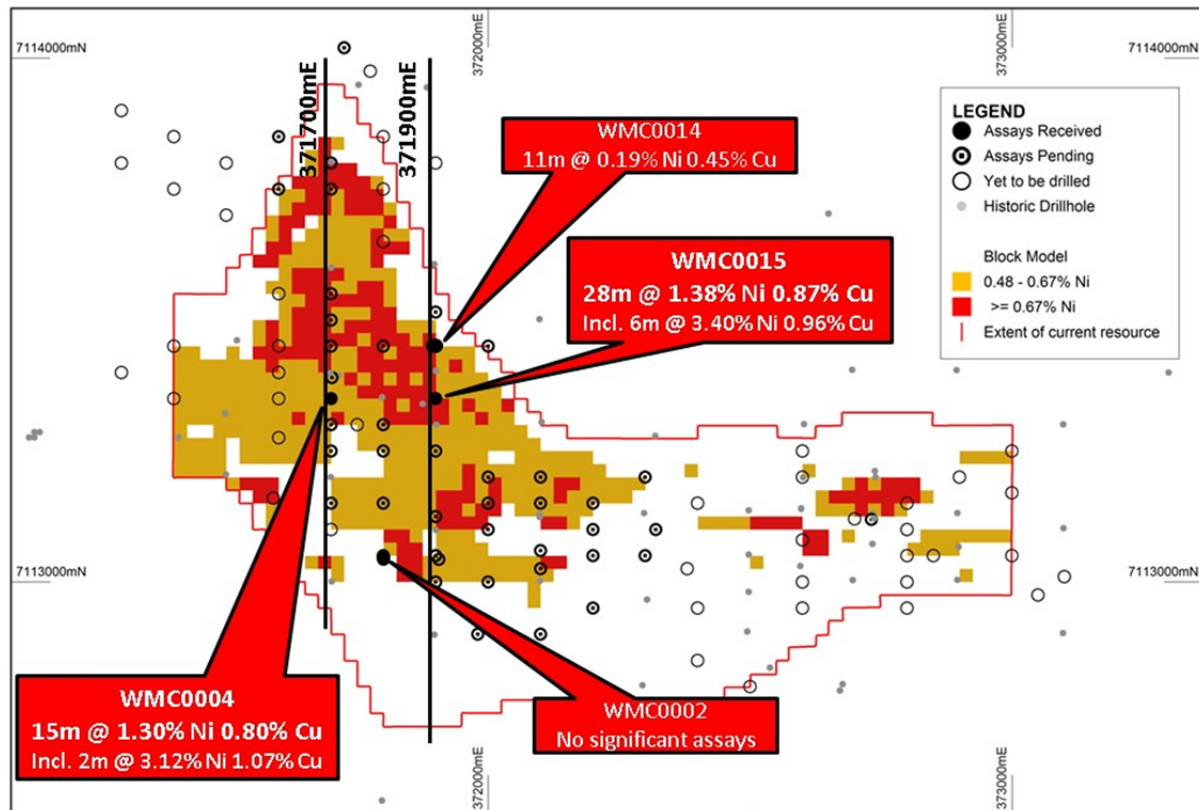 7114000mN
372000mE
373000mE
7114000mN
371700mE
371900mE
WMC0014
11m @ 0.19% Ni 0.45% Cu
WMC0015
28m @ 1.38% Ni 0.87% Cu
Incl. 6m @ 3.40% Ni 0.96% Cu
LEGEND
Assays Received
Assays Pending
Yet to be drilled
Historic Drillhole
Block Model
0.48 - 0.67% Ni
>= 0.67% Ni
Extent of current resource
7113000mN
7113000mN
WMC0004
15m @ 1.30% Ni 0.80% Cu
Incl. 2m @ 3.12% Ni 1.07% Cu
WMC0002
No significant assays
372000mE
373000mE